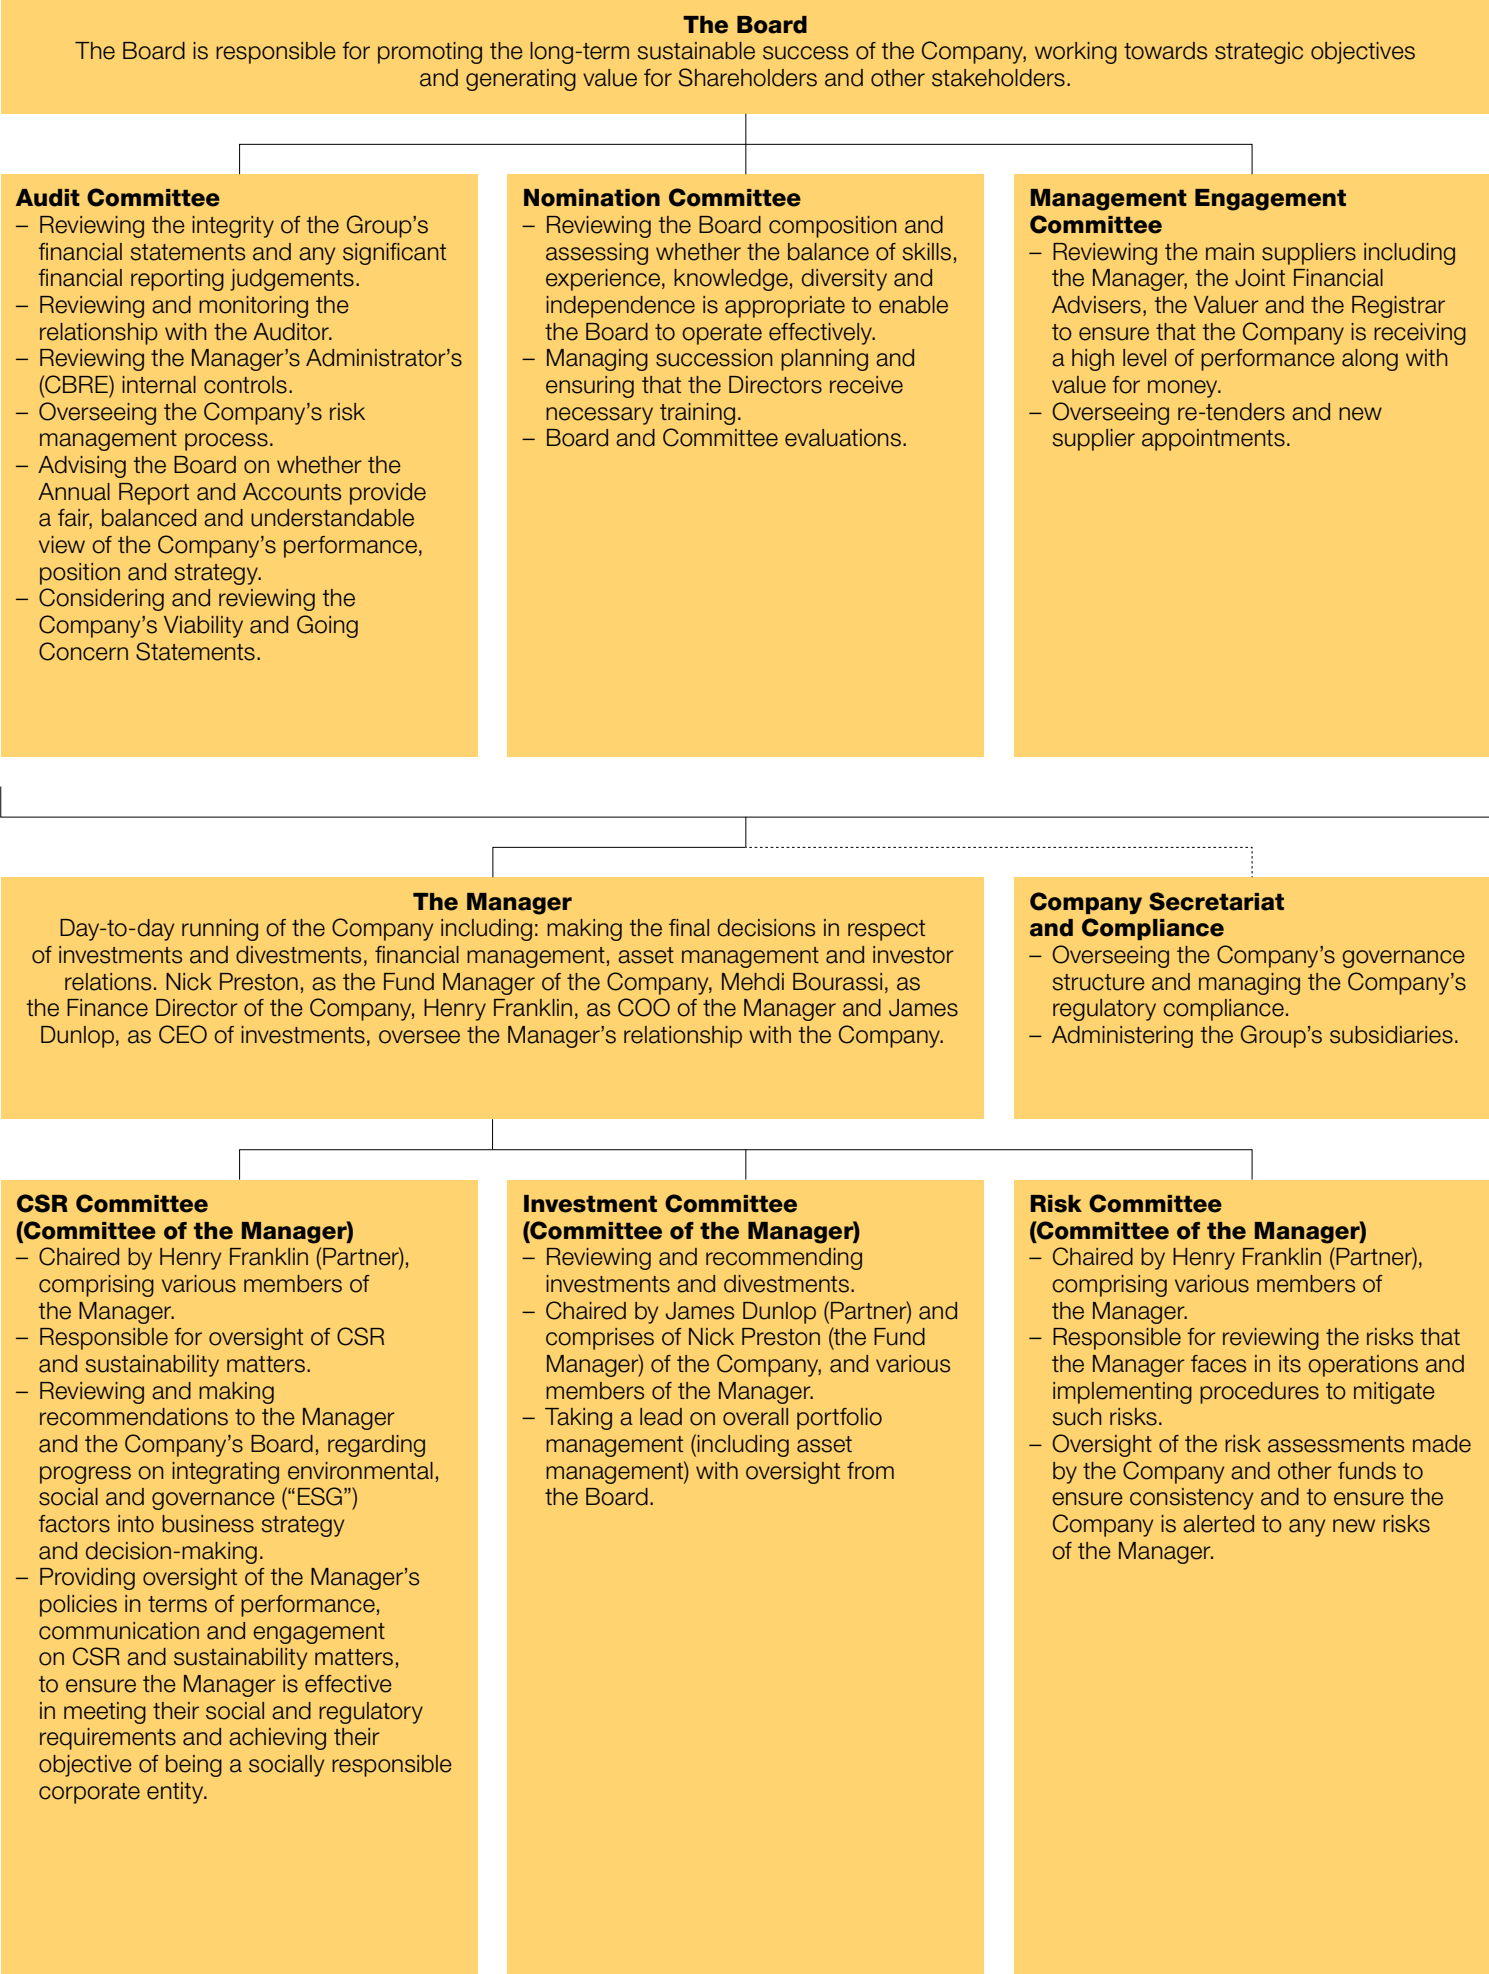 The Board
The Board is responsible for promoting the long-term sustainable success of the Company, working towards strategic objectives
and generating value for Shareholders and other stakeholders.
Audit Committee
– Reviewing the integrity of the Group’s
financial statements and any significant
financial reporting judgements.
– Reviewing and monitoring the
relationship with the Auditor.
– Reviewing the Manager’s Administrator’s
(CBRE) internal controls.
– Overseeing the Company’s risk
management process.
– Advising the Board on whether the
Annual Report and Accounts provide
a fair, balanced and understandable
view of the Company’s performance,
position and strategy.
– Considering and reviewing the
Company’s Viability and Going
Concern Statements.
Nomination Committee
– Reviewing the Board composition and
assessing whether the balance of skills,
experience, knowledge, diversity and
independence is appropriate to enable
the Board to operate effectively.
– Managing succession planning and
ensuring that the Directors receive
necessary training.
– Board and Committee evaluations.
Management Engagement
Committee
– Reviewing the main suppliers including
the Manager, the Joint Financial
Advisers, the Valuer and the Registrar
to ensure that the Company is receiving
a high level of performance along with
value for money.
– Overseeing re-tenders and new
supplier appointments.
The Manager
Day-to-day running of the Company including: making the final decisions in respect
of investments and divestments, financial management, asset management and investor
relations. Nick Preston, as the Fund Manager of the Company, Mehdi Bourassi, as
the Finance Director of the Company, Henry Franklin, as COO of the Manager and James
Dunlop, as CEO of investments, oversee the Manager’s relationship with the Company.
Company Secretariat
and Compliance
– Overseeing the Company’s governance
structure and managing the Company’s
regulatory compliance.
– Administering the Group’s subsidiaries.
CSR Committee
(Committee of the Manager)
– Chaired by Henry Franklin (Partner),
comprising various members of
the Manager.
– Responsible for oversight of CSR
and sustainability matters.
– Reviewing and making
recommendations to the Manager
and the Company’s Board, regarding
progress on integrating environmental,
social and governance (“ESG”)
factors into business strategy
and decision-making.
– Providing oversight of the Manager’s
policies in terms of performance,
communication and engagement
on CSR and sustainability matters,
to ensure the Manager is effective
in meeting their social and regulatory
requirements and achieving their
objective of being a socially responsible
corporate entity.
Investment Committee
(Committee of the Manager)
– Reviewing and recommending
investments and divestments.
– Chaired by James Dunlop (Partner) and
comprises of Nick Preston (the Fund
Manager) of the Company, and various
members of the Manager.
– Taking a lead on overall portfolio
management (including asset
management) with oversight from
the Board.
Risk Committee
(Committee of the Manager)
– Chaired by Henry Franklin (Partner),
comprising various members of
the Manager.
– Responsible for reviewing the risks that
the Manager faces in its operations and
implementing procedures to mitigate
such risks.
– Oversight of the risk assessments made
by the Company and other funds to
ensure consistency and to ensure the
Company is alerted to any new risks
of the Manager.